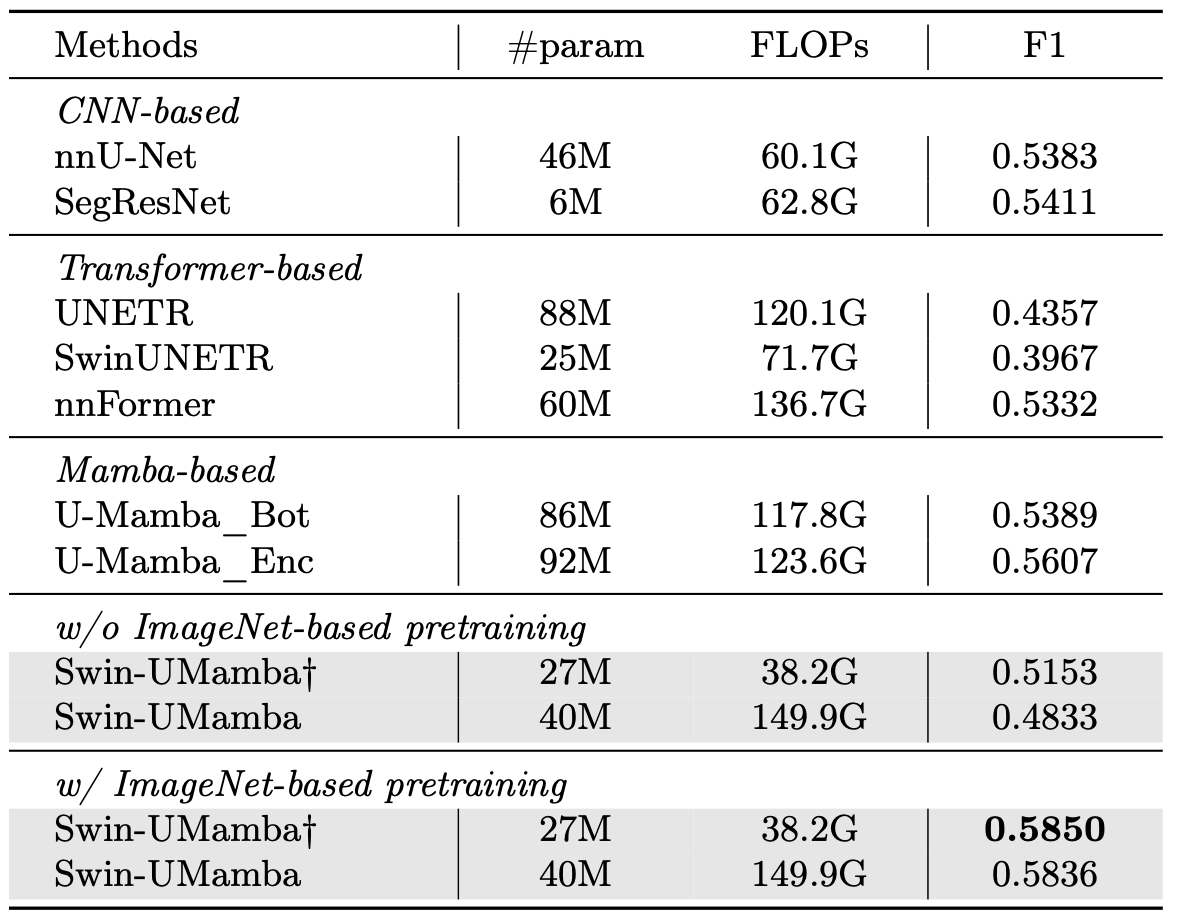 Methods #param FLOPs F1
CNN-based
nnU-Net 46M 60.1G 0.5383
SegResNet 6M 62.8G 0.5411
Transformer-based
UNETR 88M 120.1G 0.4357
SwinUNETR 25M 71.7G 0.3967
nnFormer 60M 136.7G 0.5332
Mamba-based
U-Mamba_Bot 86M 117.8G 0.5389
U-Mamba_Enc 92M 123.6G 0.5607
w/o ImageNet-based pretraining
Swin-UMamba† 27M 38.2G 0.5153
Swin-UMamba 40M 149.9G 0.4833
w/ ImageNet-based pretraining
Swin-UMamba† 27M 38.2G 0.5850
Swin-UMamba 40M 149.9G 0.5836